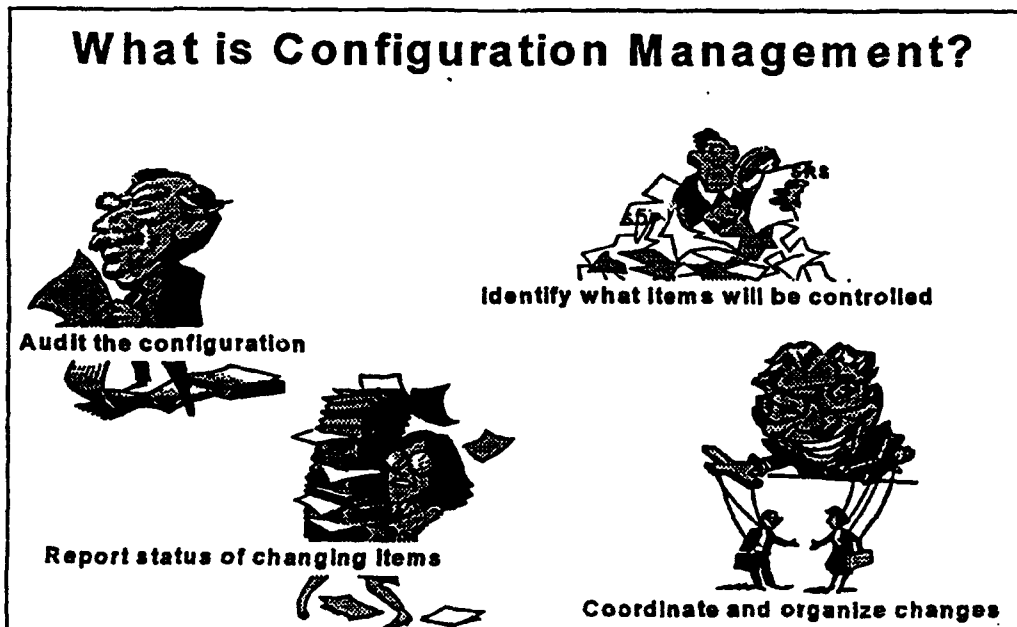 What is Configuration Management?
SRS
Identify what items will be controlled
Audit the configuration
Report status of changing items
Coordinate and organize changes